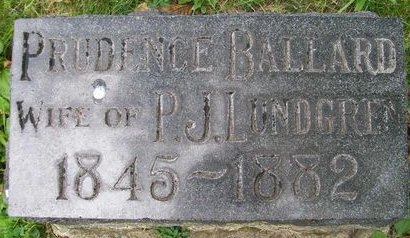 Prudence Ballard
Wife of P.J. Lundgren
1845~1882